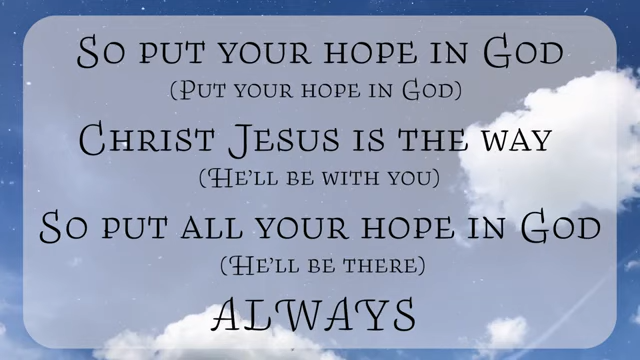 So put your hope in God
(Put your hope in God)
Christ Jesus is the way
(He'll be with you)
So put all your hope in God
(He'll be there)
ALWAYS